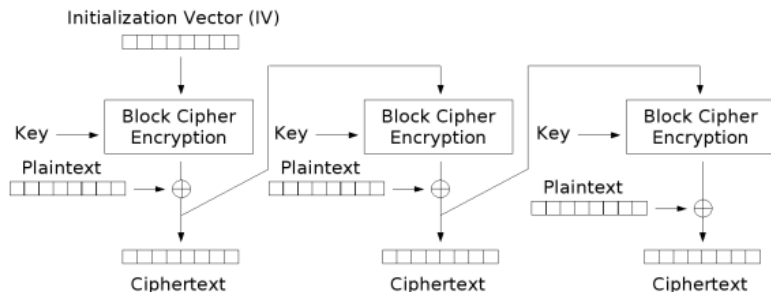 Initialization Vector (IV)
Block Cipher
Encryption
Key
Plaintext
Ciphertext
Block Cipher
Encryption
Key
Plaintext
Ciphertext
Block Cipher
Encryption
Key
Plaintext
Ciphertext